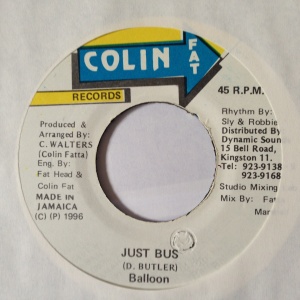 COLIN
FAT
RECORDS
45 R.P.M.
Produced &
Arranged By:
C. WALTERS
(Colin Fatta)
Eng. By:
Fat Head &
Colin Fat
MADE IN
JAMAICA
(C) (P) 1996
Rhythm By:
Sly & Robbie
Distributed By
Dynamic Soun
15 Bell Road,
Kingston 11.
Tel: 923-9138
923-9168
Studio Mixing
Mix By: Fat
JUST BUS
(D. BUTLER)
Balloon